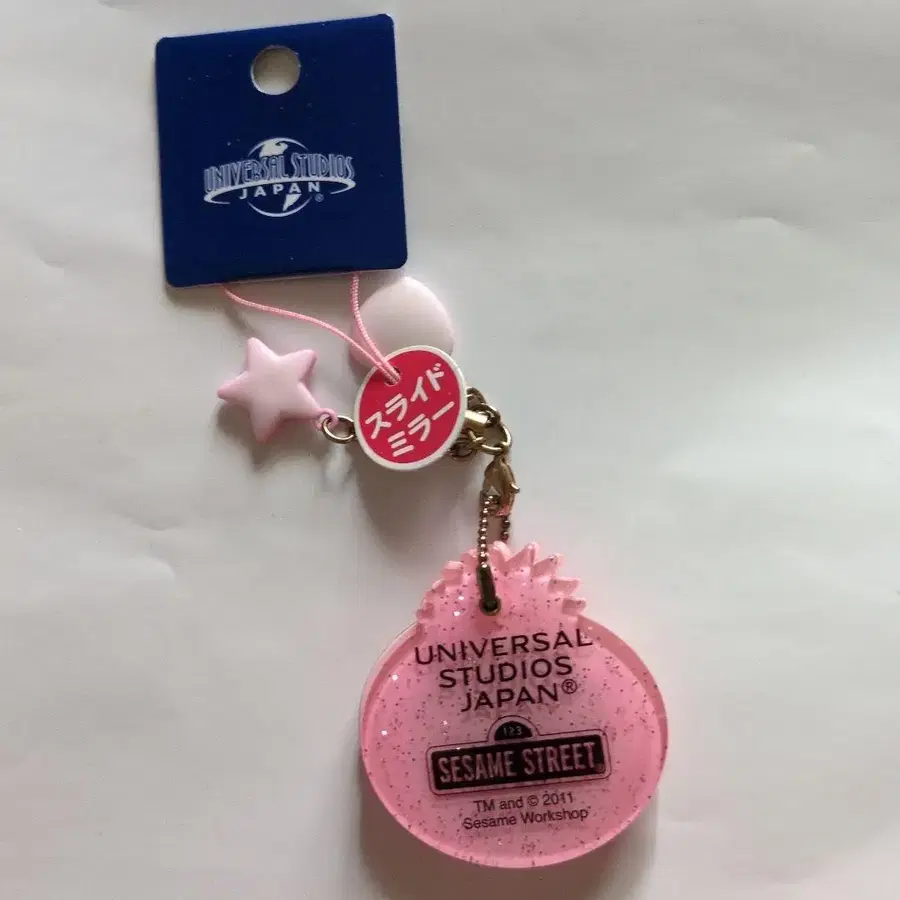 UNIVERSAL STUDIOS
JAPAN®
スライド
ミラー
UNIVERSAL
STUDIOS
JAPAN®
123
SESAME STREET
TM and © 2011
Sesame Workshop